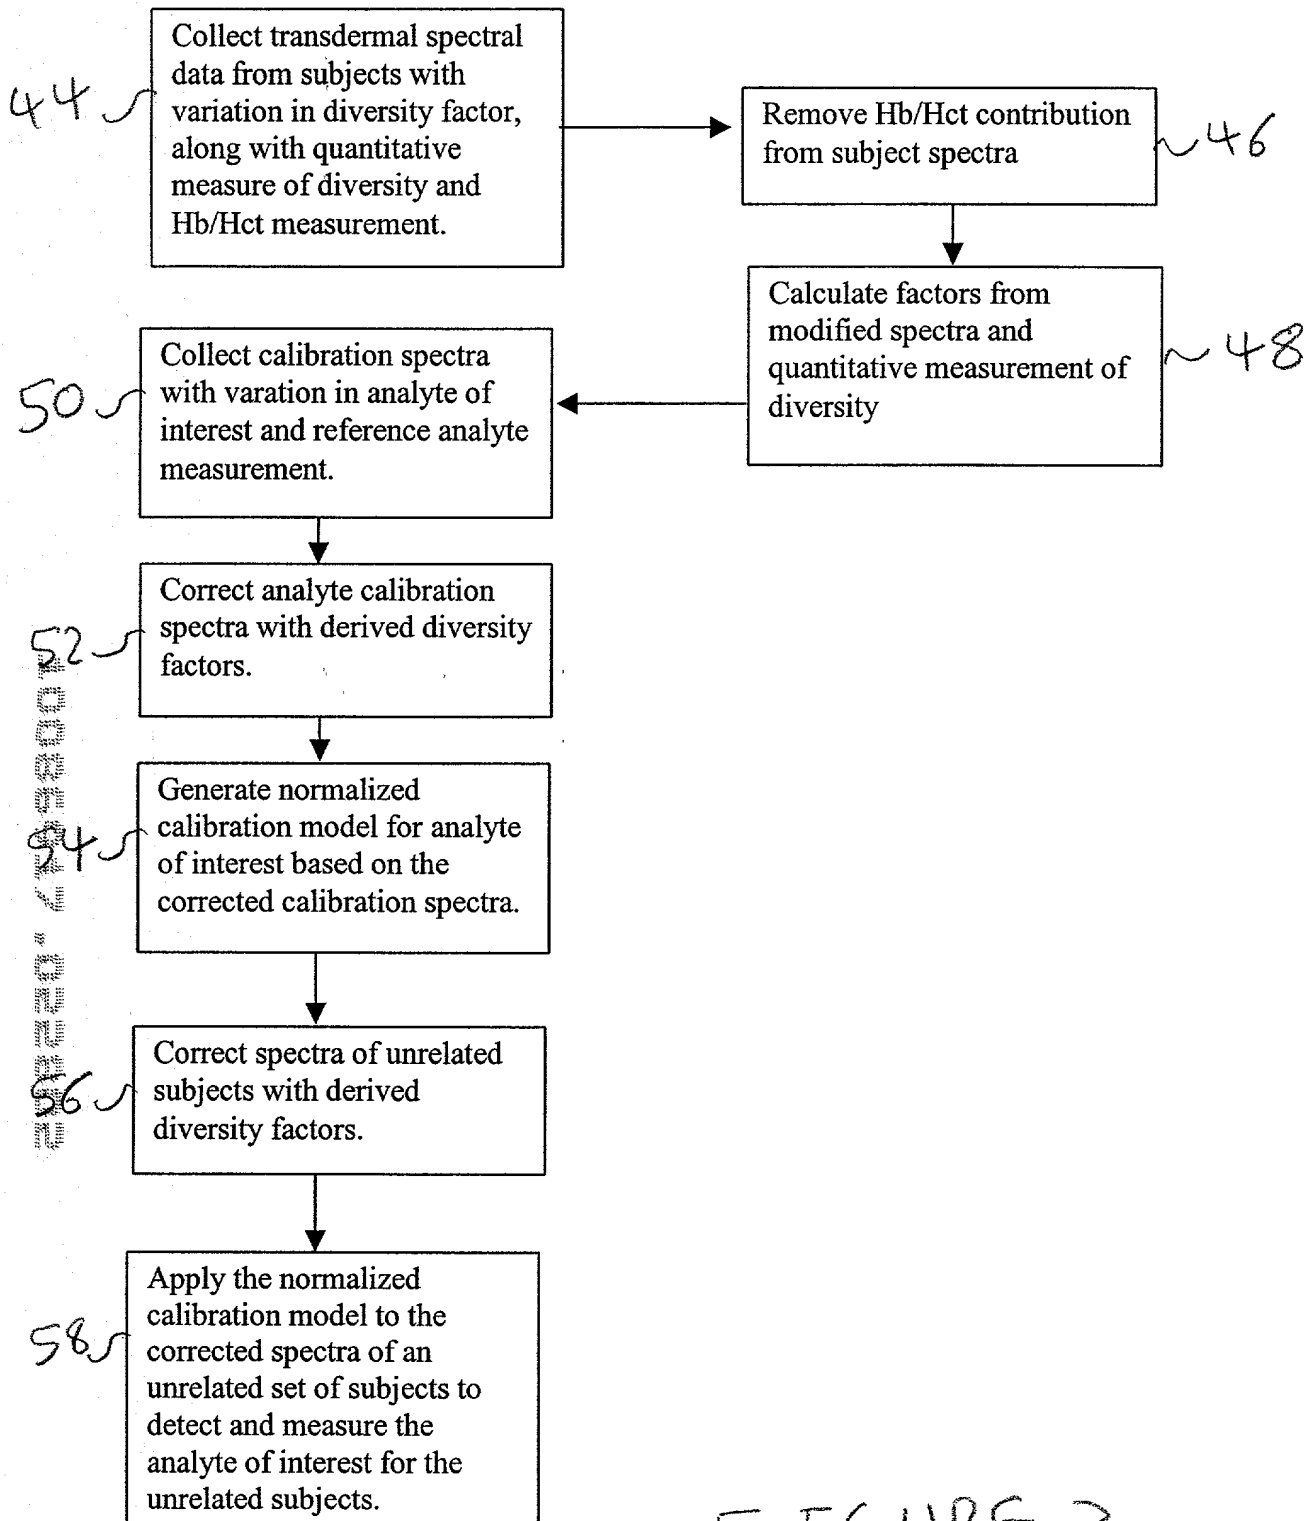 44
Collect transdermal spectral
data from subjects with
variation in diversity factor,
along with quantitative
measure of diversity and
Hb/Hct measurement.
Remove Hb/Hct contribution
from subject spectra
46
Calculate factors from
modified spectra and
quantitative measurement of
diversity
48
50
Collect calibration spectra
with varation in analyte of
interest and reference analyte
measurement.
52
Correct analyte calibration
spectra with derived diversity
factors.
54
Generate normalized
calibration model for analyte
of interest based on the
corrected calibration spectra.
56
Correct spectra of unrelated
subjects with derived
diversity factors.
58
Apply the normalized
calibration model to the
corrected spectra of an
unrelated set of subjects to
detect and measure the
analyte of interest for the
unrelated subjects.
FIGURE